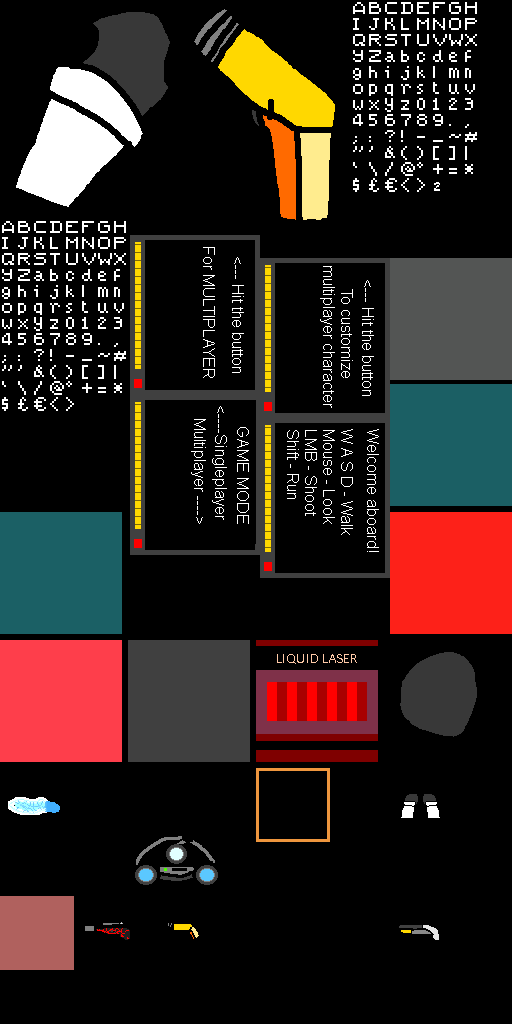 ABCDEFGH
IJKLMNOP
QRSTUVWX
YZabcdef
ghijklmn
opqrstuv
wxyz0123
456789.,
;:?!-_~#
"'&()[]|
`\/@°+=*
$£€<>²
ABCDEFGH
IJKLMNOP
QRSTUVWX
YZabcdef
ghijklmn
opqrstuv
wxyz0123
456789.,
;:?!-_~#
"'&()[]|
`\/@°+=*
$£€<>
<--- Hit the button
For MULTIPLAYER
<--- Hit the button
To customize
multiplayer character
GAME MODE
<----Singleplayer
Multiplayer ---->
Welcome aboard!
W A S D - Walk
Mouse - Look
LMB - Shoot
Shift - Run
LIQUID LASER